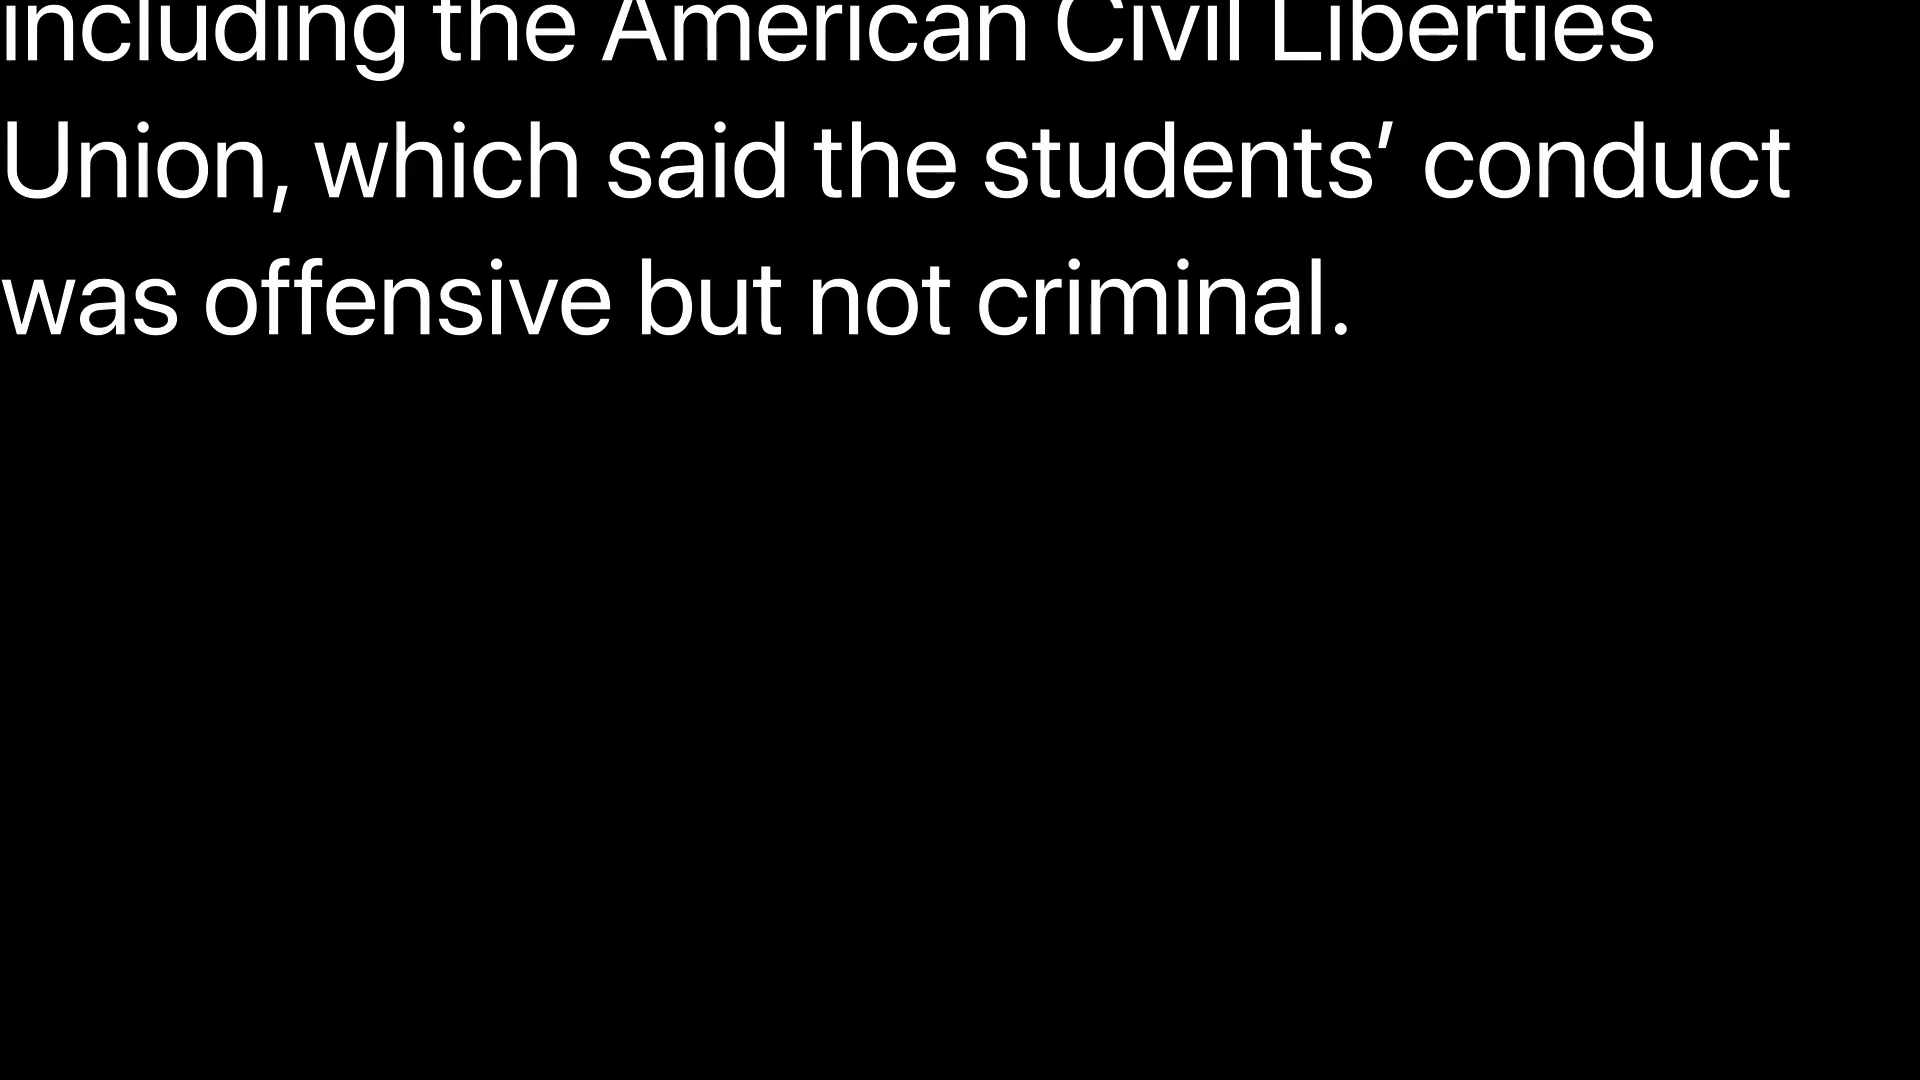 including the American Civil Liberties
Union, which said the students’ conduct
was offensive but not criminal.